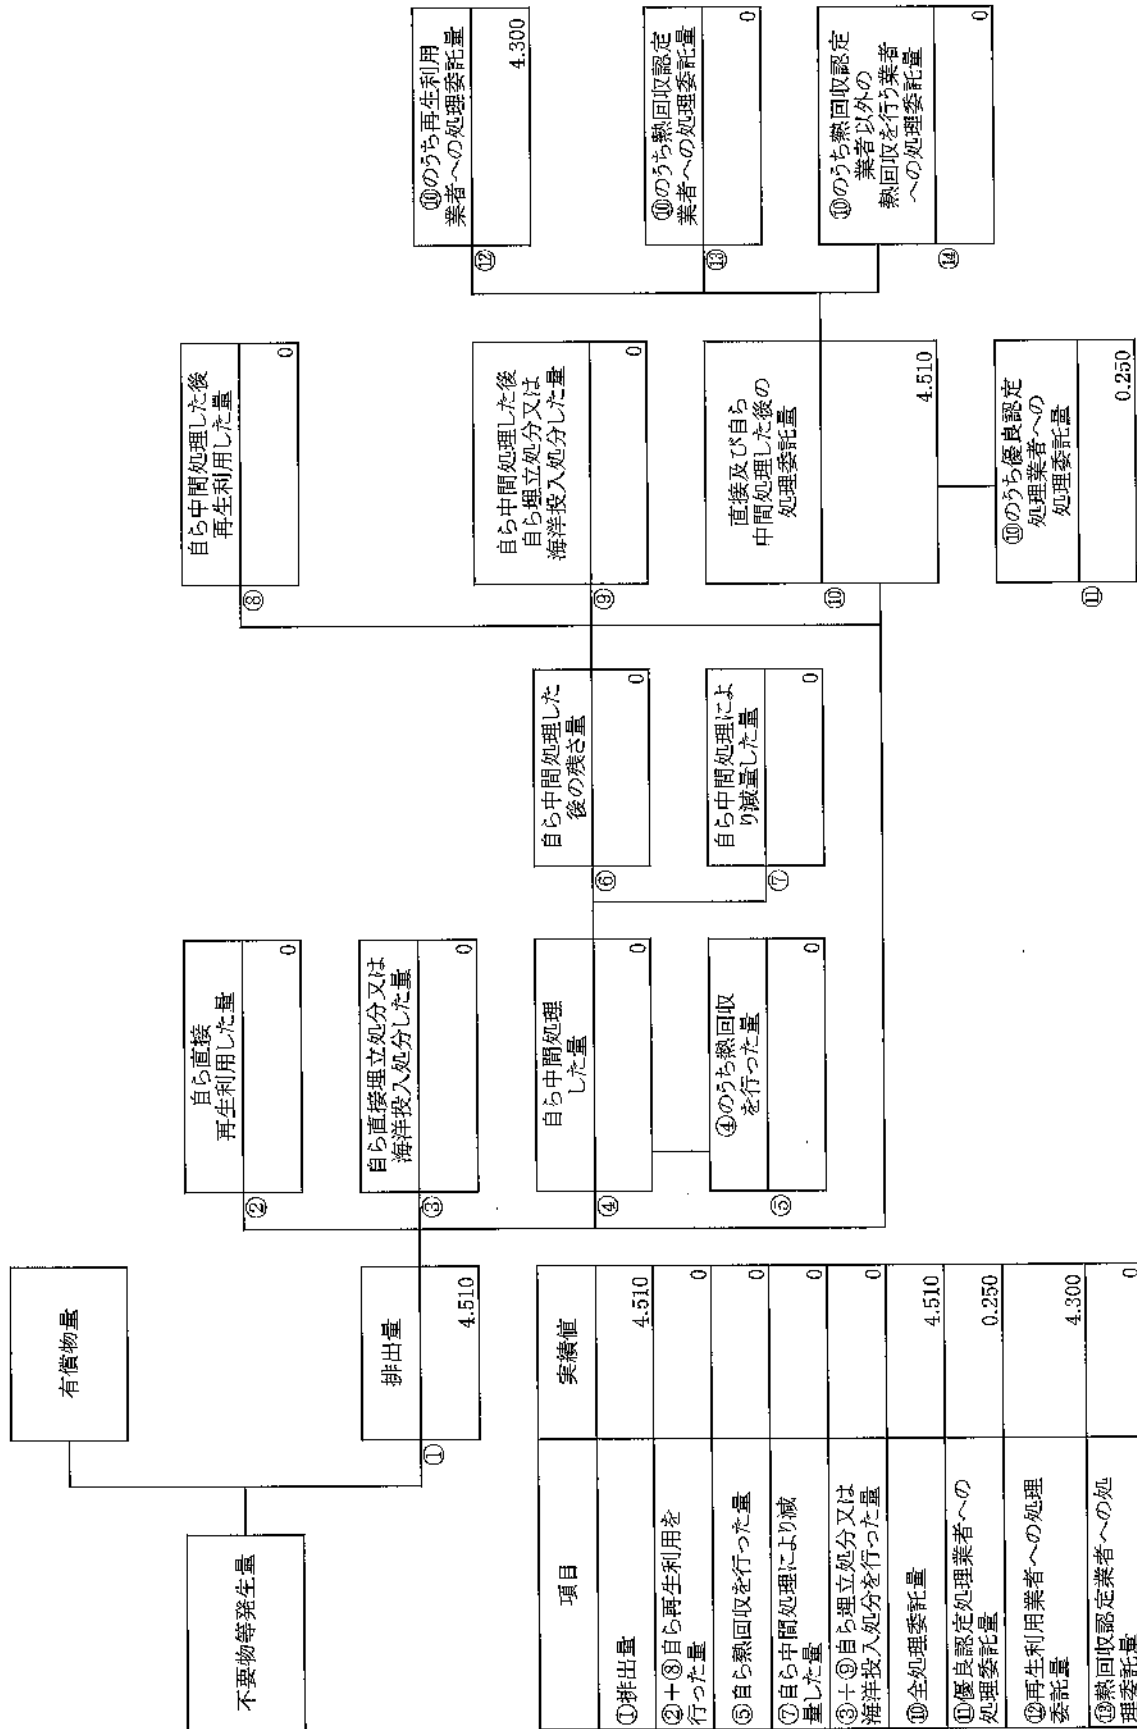 不要物等発生量
有償物量
排出量
①
4.510
自ら直接
再生利用した量
②
0
自ら直接埋立処分又は
海洋投入処分した量
③
0
自ら中間処理
した量
④
0
④のうち熱回収
を行った量
⑤
0
自ら中間処理した
後の残さ量
⑥
0
自ら中間処理によ
り減量した量
⑦
0
自ら中間処理した後
再生利用した量
⑧
0
自ら中間処理した後
自ら埋立処分又は
海洋投入処分した量
⑨
0
直接及び自ら
中間処理した後の
処理委託量
⑩
4.510
⑩のうち優良認定
処理業者への
処理委託量
⑪
0.250
⑩のうち再生利用
業者への処理委託量
⑫
4.300
⑩のうち熱回収認定
業者への処理委託量
⑬
0
⑩のうち熱回収認定
業者以外の
熱回収を行う業者
への処理委託量
⑭
0
項目 実績値
①排出量 4.510
②+⑧自ら再生利用を
行った量 0
⑤自ら熱回収を行った量 0
⑦自ら中間処理により減
量した量 0
③+⑨自ら埋立処分又は
海洋投入処分を行った量 0
⑩全処理委託量 4.510
⑪優良認定処理業者への
処理委託量 0.250
⑫再生利用業者への処理
委託量 4.300
⑬熱回収認定業者への処
理委託量 0